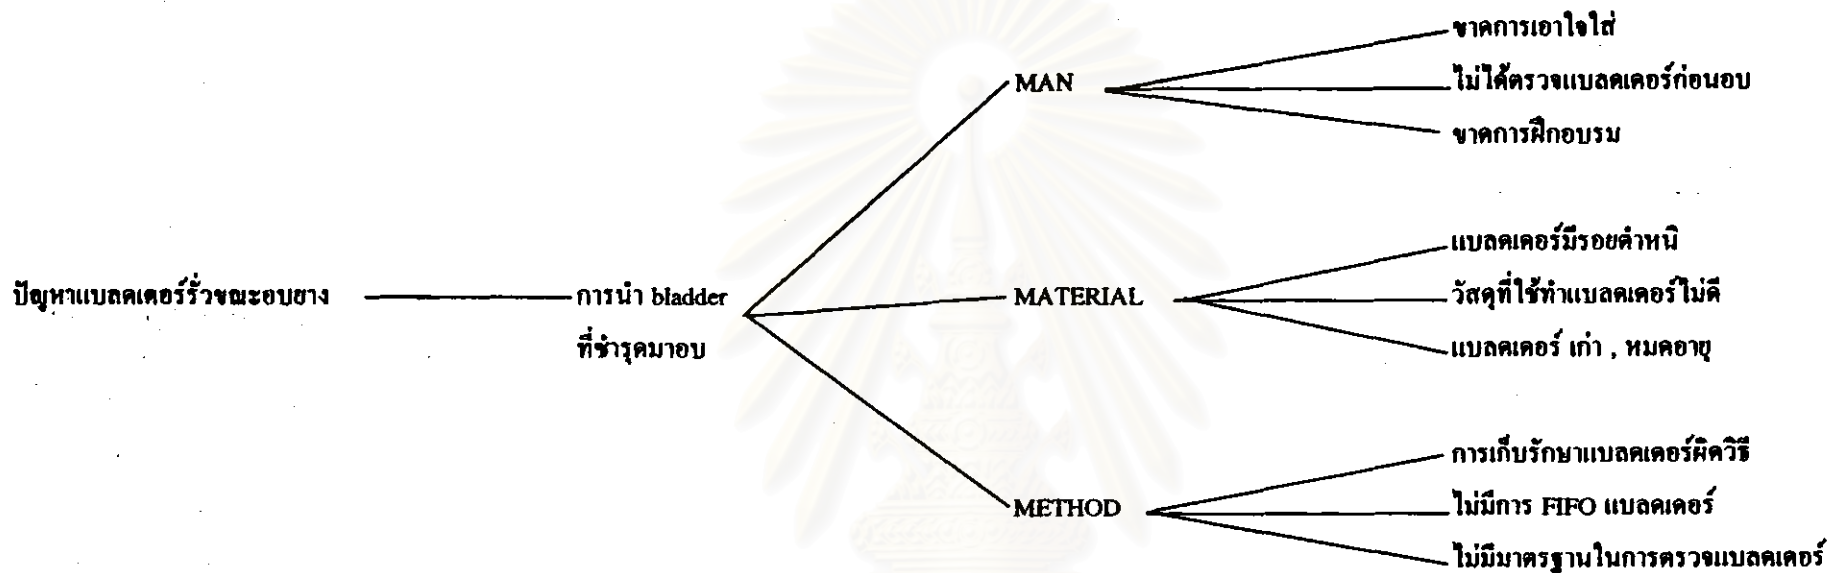 ขาดการเอาใจใส่
MAN
ไม่ได้ตรวจแบลดเดอร์ก่อนอบ
ขาดการฝึกอบรม
แบลดเดอร์มีรอยตำหนิ
ปัญหาแบลดเดอร์รั่วขณะอบยาง
การนำ bladder
ที่ชำรุดมาอบ
MATERIAL
วัสดุที่ใช้ทำแบลดเดอร์ไม่ดี
แบลดเดอร์ เก่า , หมดอายุ
การเก็บรักษาแบลดเดอร์ผิดวิธี
METHOD
ไม่มีการ FIFO แบลดเดอร์
ไม่มีมาตรฐานในการตรวจแบลดเดอร์